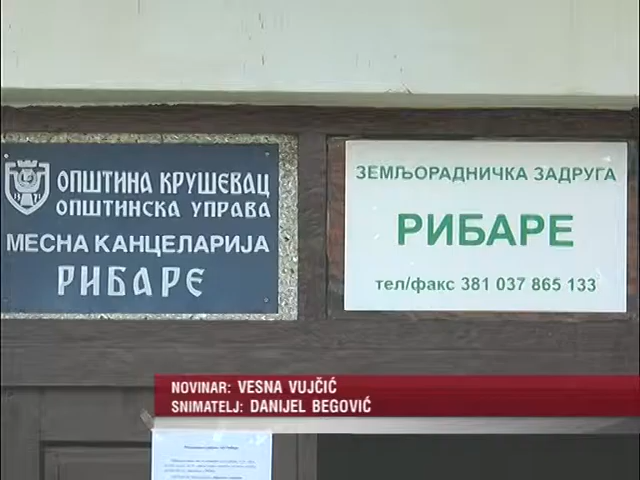 ОПШТИНА КРУШЕВАЦ
ОПШТИНСКА УПРАВА
МЕСНА КАНЦЕЛАРИЈА
РИБАРЕ
ЗЕМЉОРАДНИЧКА ЗАДРУГА
РИБАРЕ
тел/факс 381 037 865 133
NOVINAR: VESNA VUJČIĆ
SNIMATELJ: DANIJEL BEGOVIĆ